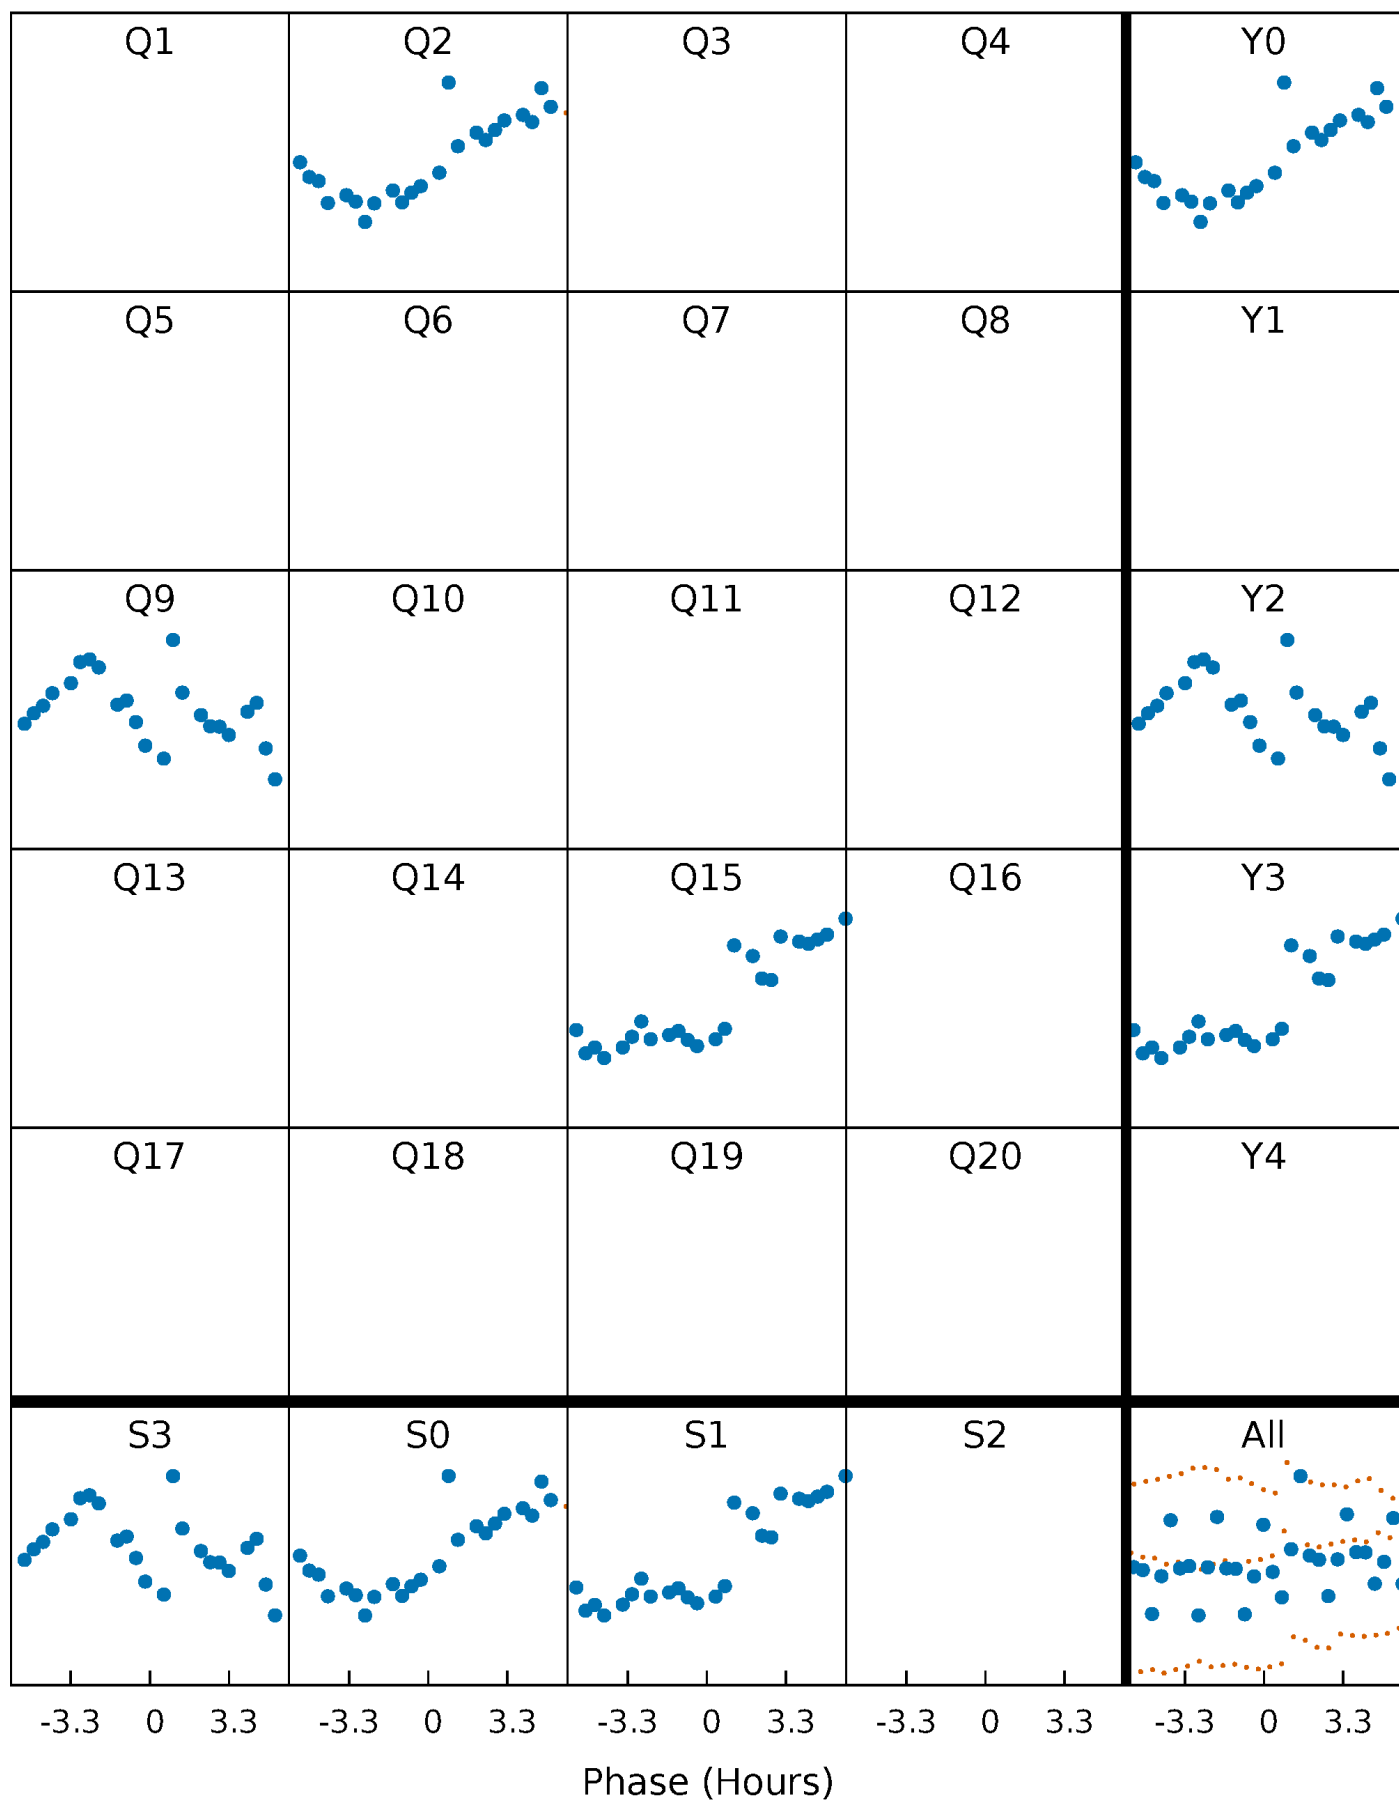 Q1 Q2 Q3 Q4 Y0
Q5 Q6 Q7 Q8 Y1
Q9 Q10 Q11 Q12 Y2
Q13 Q14 Q15 Q16 Y3
Q17 Q18 Q19 Q20 Y4
S3 S0 S1 S2 All
-3.3 0 3.3 -3.3 0 3.3 -3.3 0 3.3 -3.3 0 3.3 -3.3 0 3.3
Phase (Hours)